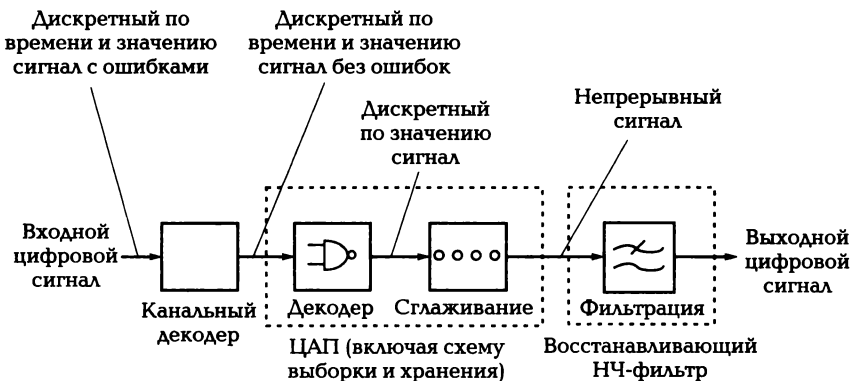 Дискретный по
времени и значению
сигнал с ошибками
Дискретный по
времени и значению
сигнал без ошибок
Дискретный
по значению
сигнал
Непрерывный
сигнал
Входной
цифровой
сигнал
Канальный
декодер
Декодер
Сглаживание
Фильтрация
Выходной
цифровой
сигнал
ЦАП (включая схему
выборки и хранения)
Восстанавливающий
НЧ-фильтр